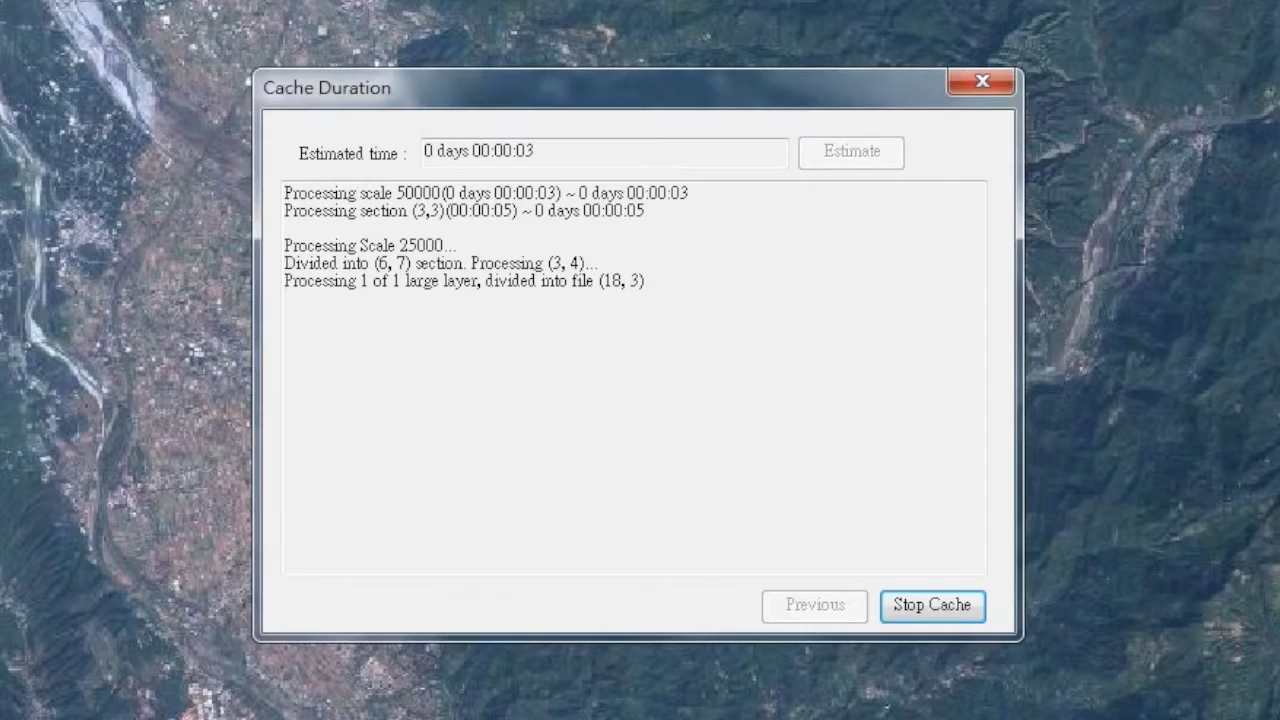 Cache Duration
Estimated time : 0 days 00:00:03 Estimate
Processing scale 50000(0 days 00:00:03) ~ 0 days 00:00:03
Processing section (3,3)(00:00:05) ~ 0 days 00:00:05
Processing Scale 25000...
Divided into (6, 7) section. Processing (3, 4)...
Processing 1 of 1 large layer, divided into file (18, 3)
Previous Stop Cache